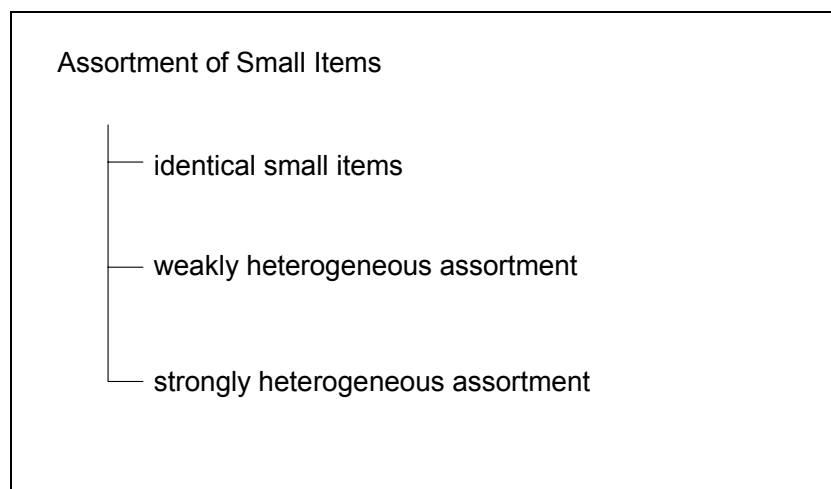 Assortment of Small Items
identical small items
weakly heterogeneous assortment
strongly heterogeneous assortment